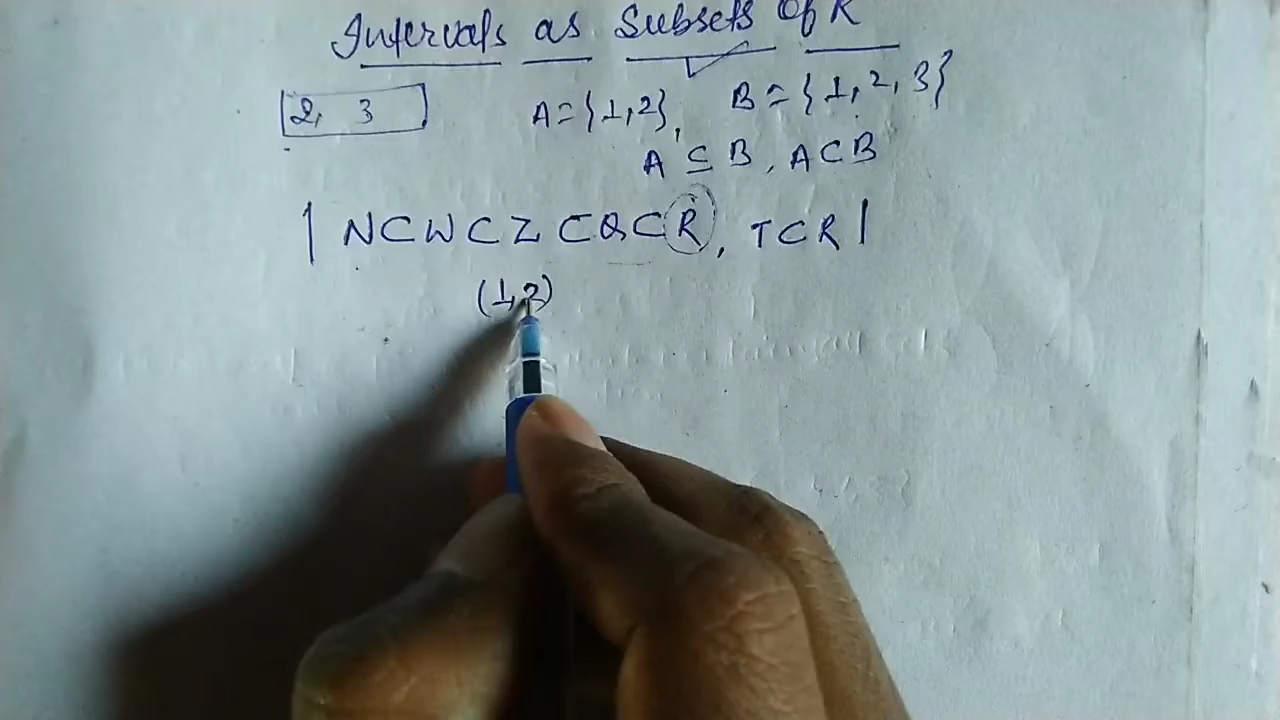 Intervals as Subsets of R
2, 3
A = {1,2}, B = {1, 2, 3}
A ⊆ B, A ⊂ B
| N ⊂ W ⊂ Z ⊂ Q ⊂ R, T ⊂ R |
(1,2)